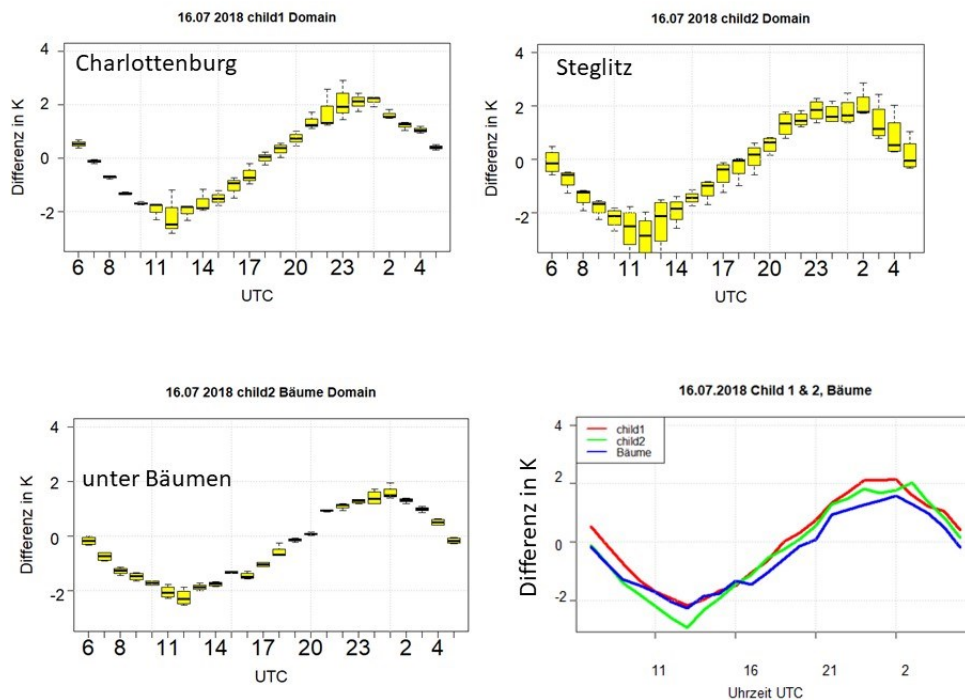 16.07 2018 child1 Domain
Differenz in K
4
2
0
-2
Charlottenburg
6 8 11 14 17 20 23 2 4
UTC
16.07 2018 child2 Domain
Differenz in K
4
2
0
-2
Steglitz
6 8 11 14 17 20 23 2 4
UTC
16.07 2018 child2 Bäume Domain
Differenz in K
4
2
0
-2
unter Bäumen
6 8 11 14 17 20 23 2 4
UTC
16.07.2018 Child 1 & 2, Bäume
Differenz in K
4
2
0
-2
child1
child2
Bäume
11 16 21 2
Uhrzeit UTC